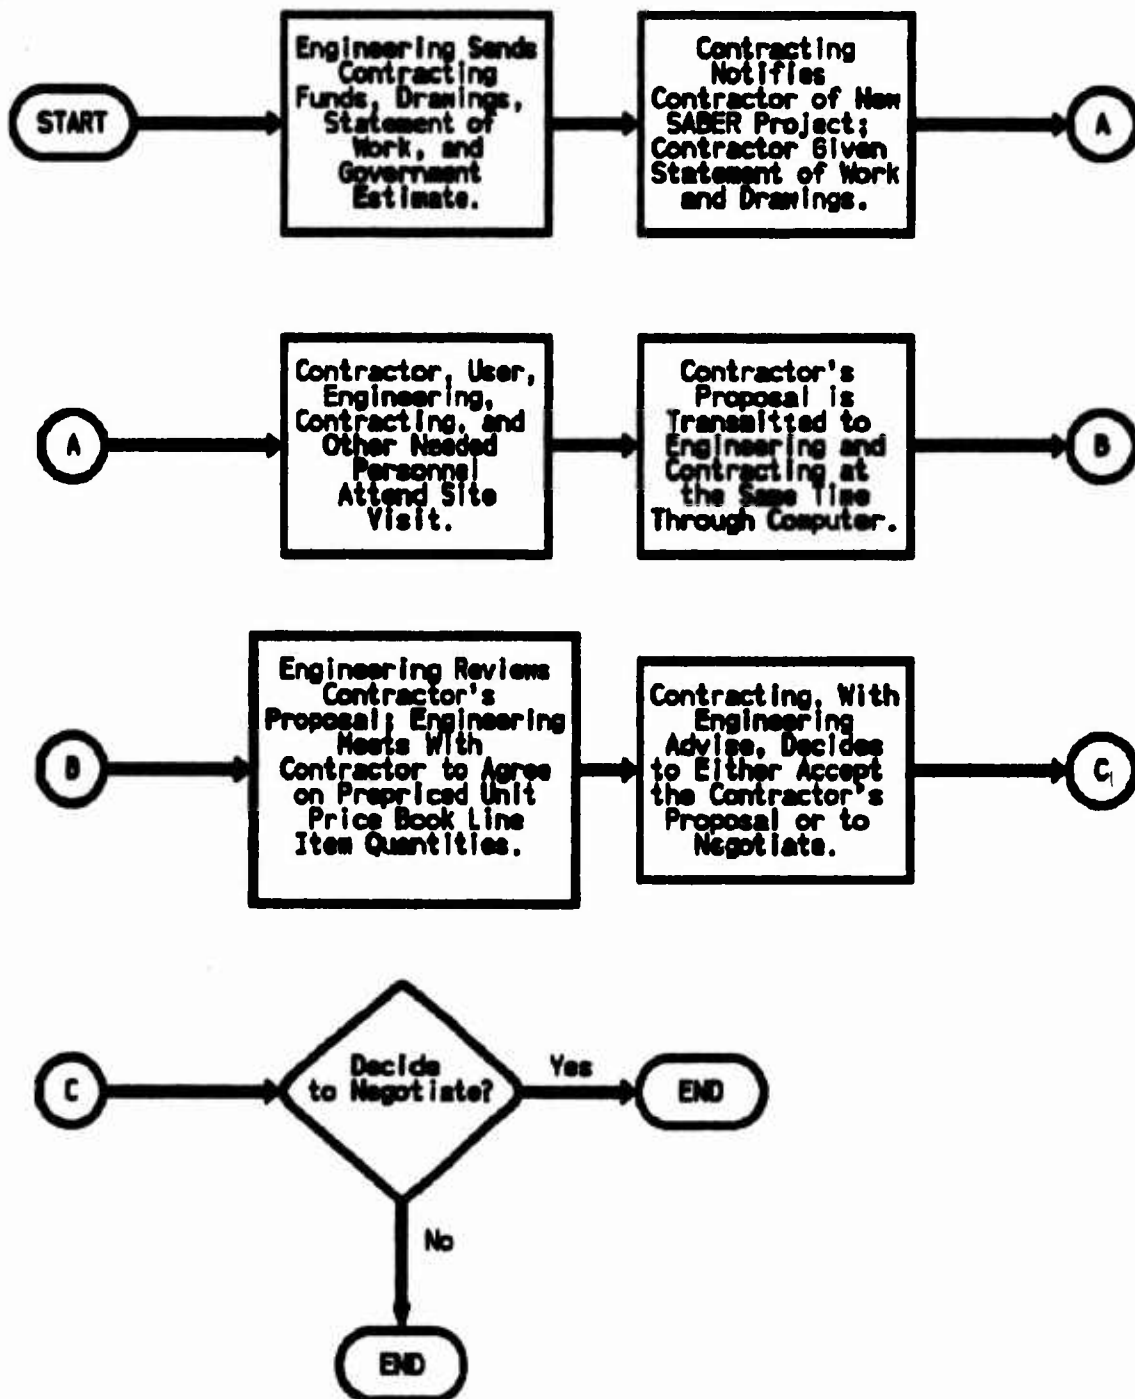 START
Engineering Sends
Contracting
Funds, Drawings,
Statement of
Work, and
Government
Estimate.
Contracting
Notifies
Contractor of New
SABER Project;
Contractor Given
Statement of Work
and Drawings.
A
A
Contractor, User,
Engineering,
Contracting, and
Other Needed
Personnel
Attend Site
Visit.
Contractor's
Proposal is
Transmitted to
Engineering and
Contracting at
the Same Time
Through Computer.
B
B
Engineering Reviews
Contractor's
Proposal; Engineering
Meets With
Contractor to Agree
on Prepriced Unit
Price Book Line
Item Quantities.
Contracting, With
Engineering
Advise, Decides
to Either Accept
the Contractor's
Proposal or to
Negotiate.
C
C
Decide
to Negotiate?
Yes
END
No
END